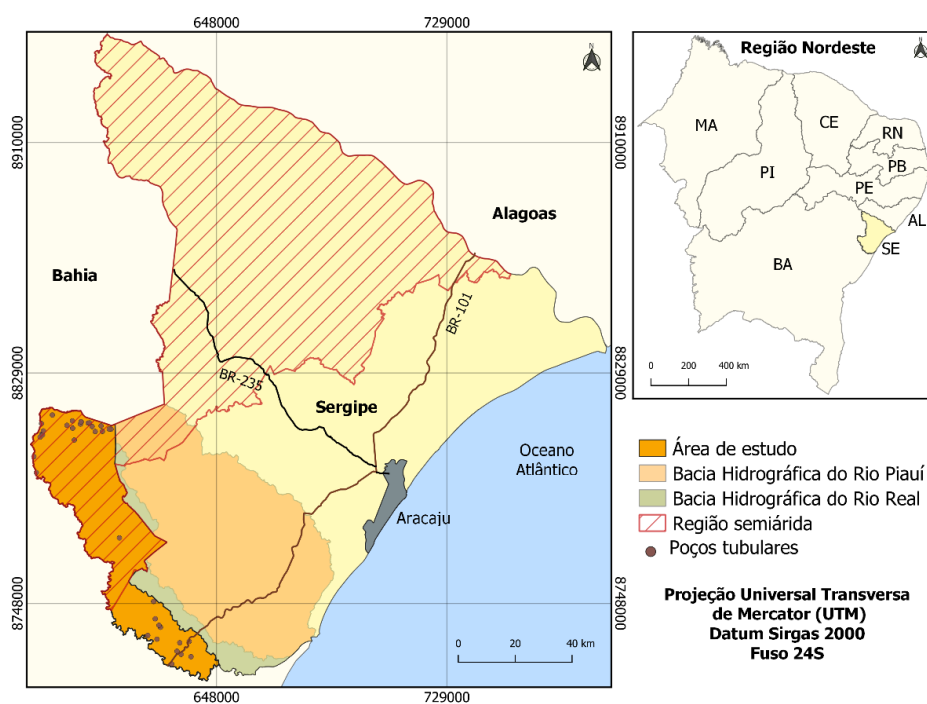 648000
729000
N
8910000
8910000
Alagoas
Bahia
BR-101
8829000
8829000
BR-235
Sergipe
Oceano
Atlântico
Aracaju
8748000
8748000
0
20
40 km
648000
729000
Região Nordeste
N
MA
CE
RN
PI
PB
PE
AL
SE
BA
0
200
400 km
Área de estudo
Bacia Hidrográfica do Rio Piauí
Bacia Hidrográfica do Rio Real
Região semiárida
Poços tubulares
Projeção Universal Transversa
de Mercator (UTM)
Datum Sirgas 2000
Fuso 24S